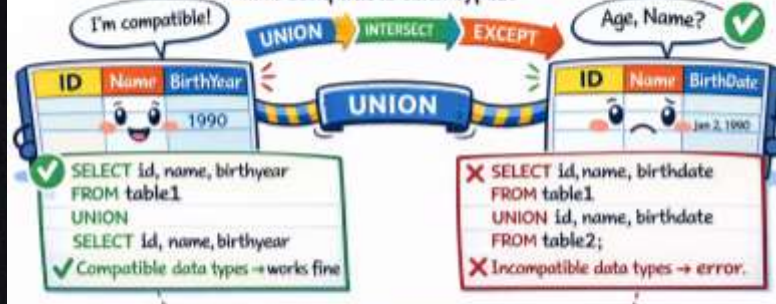 I'm compatible!
UNION INTERSECT EXCEPT
Age, Name?
ID Name BirthYear
1990
UNION
ID Name BirthDate
Jan 2, 1990
SELECT id, name, birthyear
FROM table1
UNION
SELECT id, name, birthyear
Compatible data types → works fine
SELECT id, name, birthdate
FROM table1
UNION id, name, birthdate
FROM table2;
Incompatible data types → error.